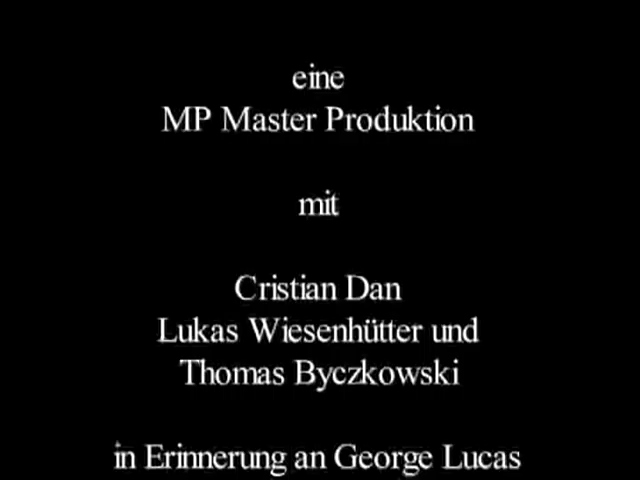 eine
MP Master Produktion
mit
Cristian Dan
Lukas Wiesenhütter und
Thomas Byczkowski
in Erinnerung an George Lucas